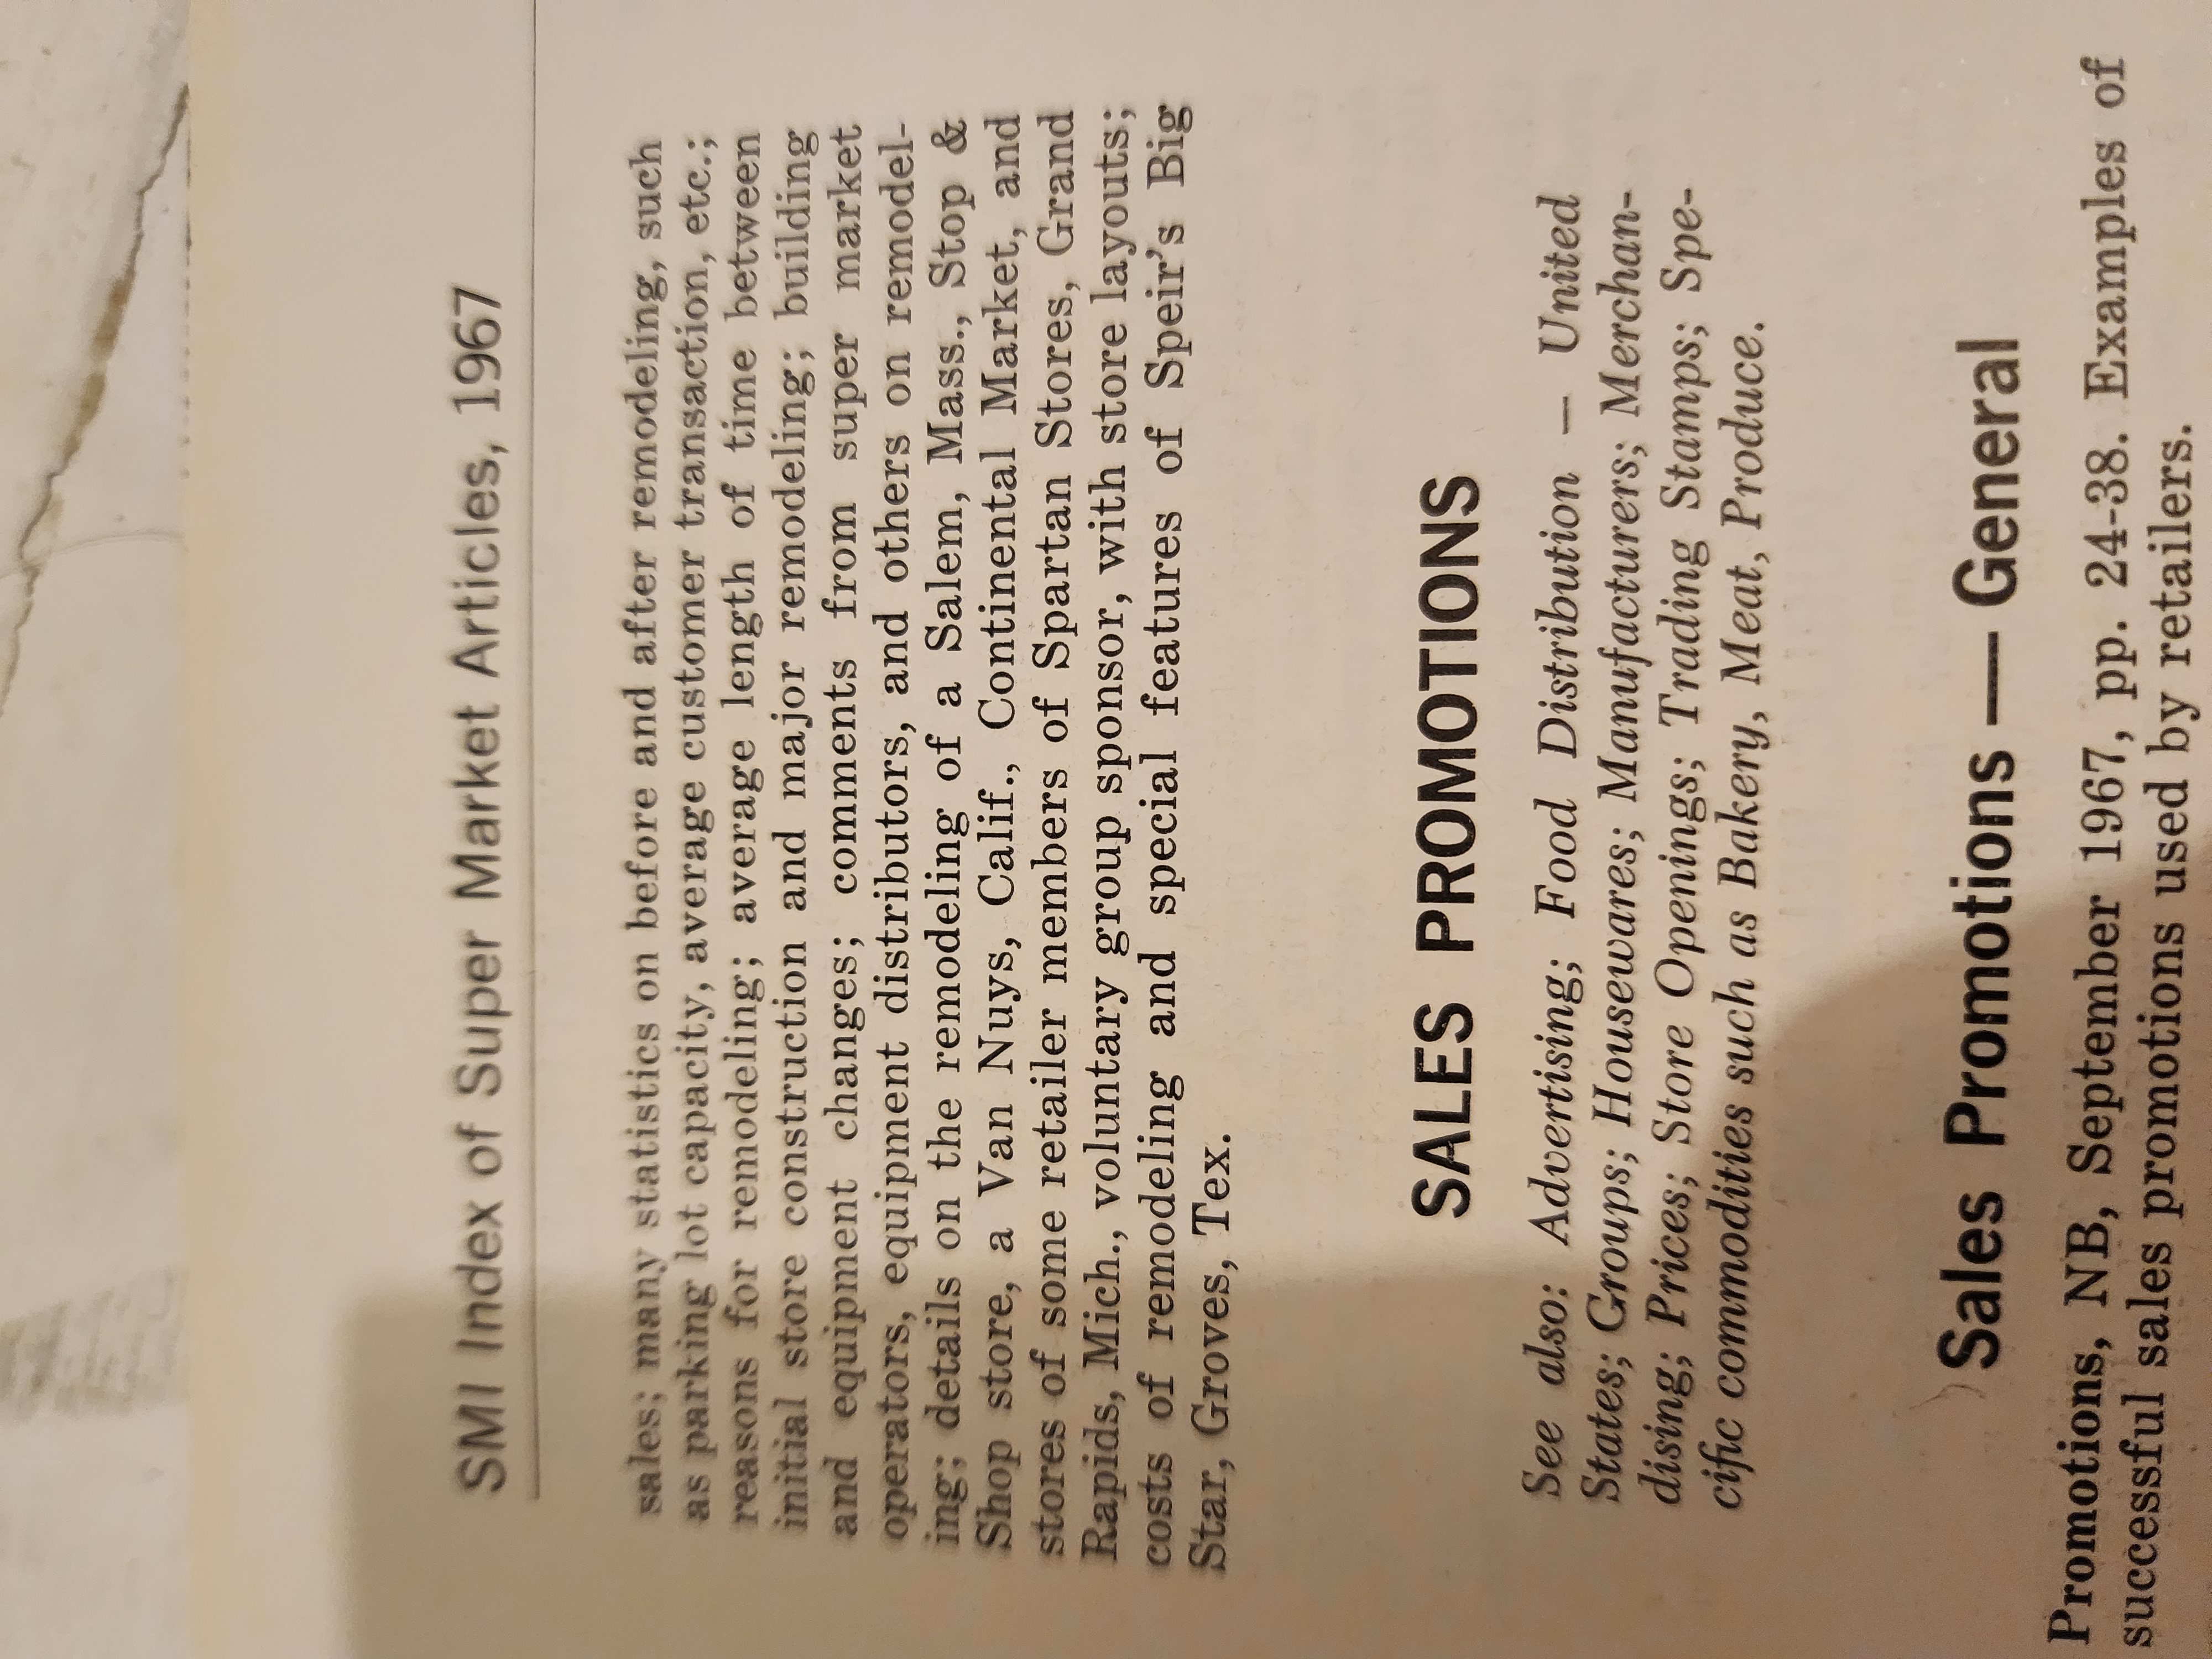 SMI Index of Super Market Articles, 1967
sales; many statistics on before and after remodeling, such
as parking lot capacity, average customer transaction, etc.;
reasons for remodeling; average length of time between
initial store construction and major remodeling; building
and equipment changes; comments from super market
operators, equipment distributors, and others on remodel-
ing; details on the remodeling of a Salem, Mass., Stop &
Shop store, a Van Nuys, Calif., Continental Market, and
stores of some retailer members of Spartan Stores, Grand
Rapids, Mich., voluntary group sponsor, with store layouts;
costs of remodeling and special features of Speir's Big
Star, Groves, Tex.
SALES PROMOTIONS
See also: Advertising; Food Distribution – United
States; Groups; Housewares; Manufacturers; Merchan-
dising; Prices; Store Openings; Trading Stamps; Spe-
cific commodities such as Bakery, Meat, Produce.
Sales Promotions — General
Promotions, NB, September 1967, pp. 24-38. Examples of
successful sales promotions used by retailers.